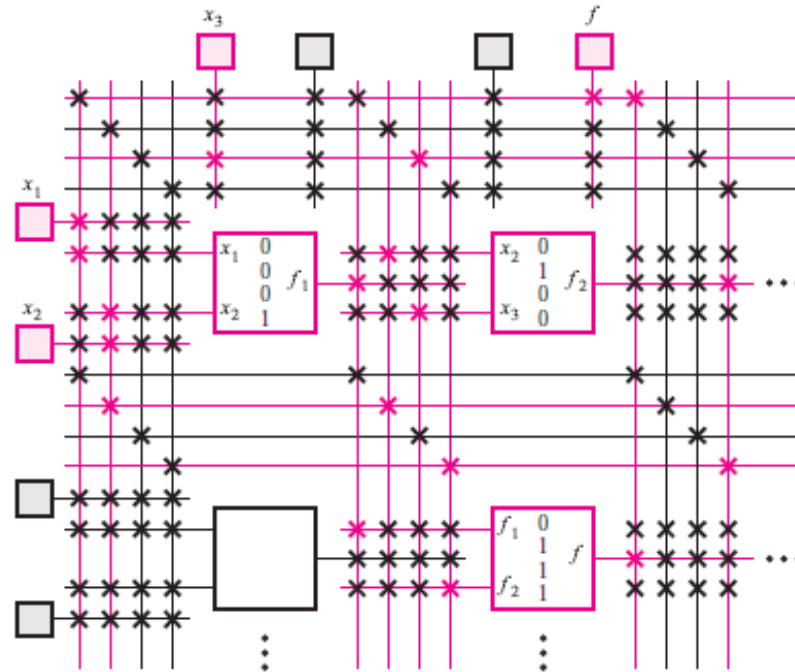 x₃ f
x₁
x₁ 0
0
0
x₂ 1
f₁
x₂ 0
1
0
x₃ 0
f₂
x₂
f₁ 0
1
1
f₂ 1
f